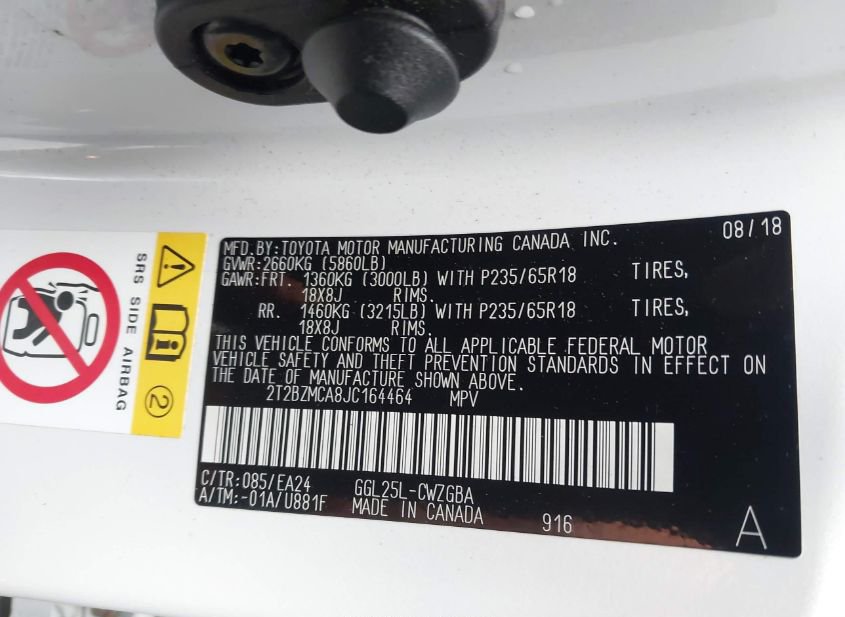 MFD.BY:TOYOTA MOTOR MANUFACTURING CANADA INC. 08/18
GVWR:2660KG (5860LB)
GAWR:FRT. 1360KG (3000LB) WITH P235/65R18 TIRES,
18X8J RIMS.
RR. 1460KG (3215LB) WITH P235/65R18 TIRES,
18X8J RIMS.
THIS VEHICLE CONFORMS TO ALL APPLICABLE FEDERAL MOTOR
VEHICLE SAFETY AND THEFT PREVENTION STANDARDS IN EFFECT ON
THE DATE OF MANUFACTURE SHOWN ABOVE.
2T2BZMCA8JC164464 MPV
C/TR:085/EA24 GGL25L-CWZGBA
A/TM:-01A/U881F MADE IN CANADA 916 A
SRS SIDE AIRBAG
2